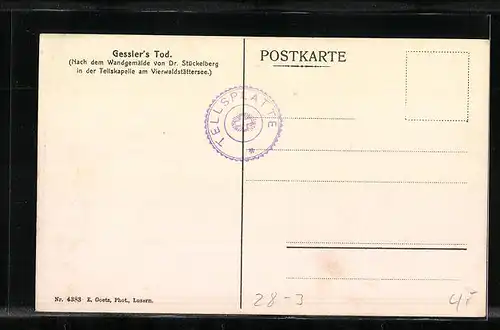 Gessler's Tod.
(Nach dem Wandgemälde von Dr. Stückelberg
in der Tellskapelle am Vierwaldstättersee.)
POSTKARTE
TELLSPLATTE
Nr. 4383 E. Goetz, Phot., Luzern.
28-3